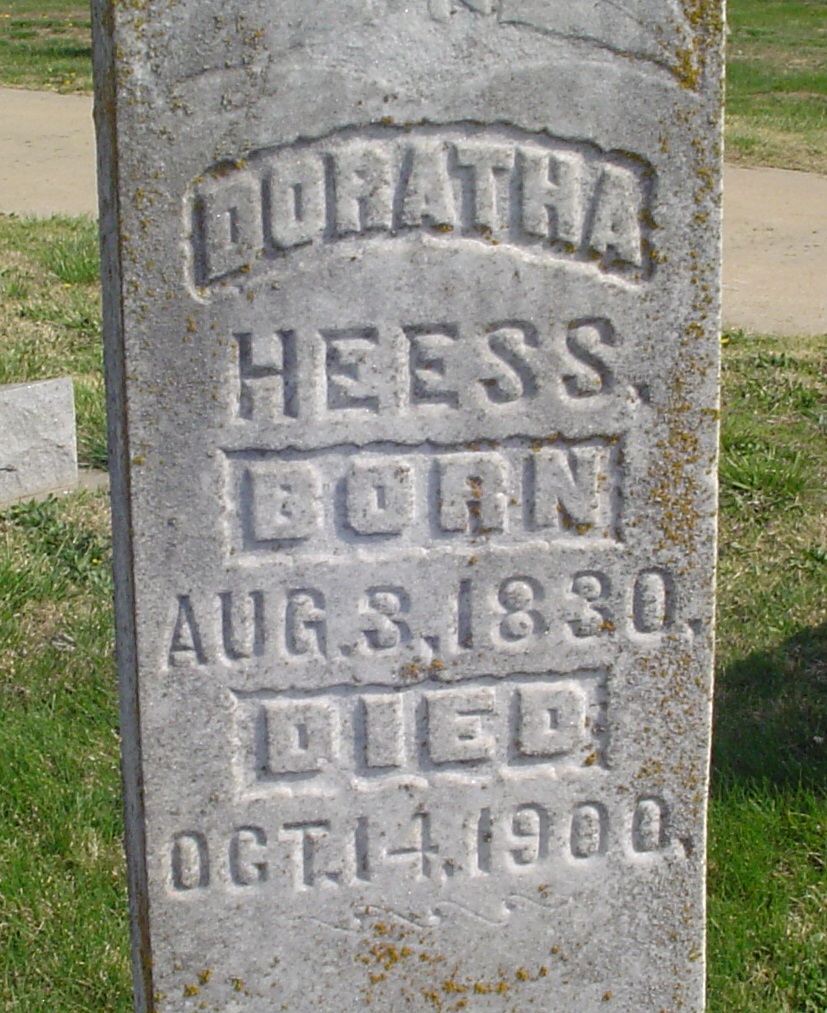 DORATHA
HEESS.
BORN
AUG. 3, 1830.
DIED
OCT. 14, 1900.